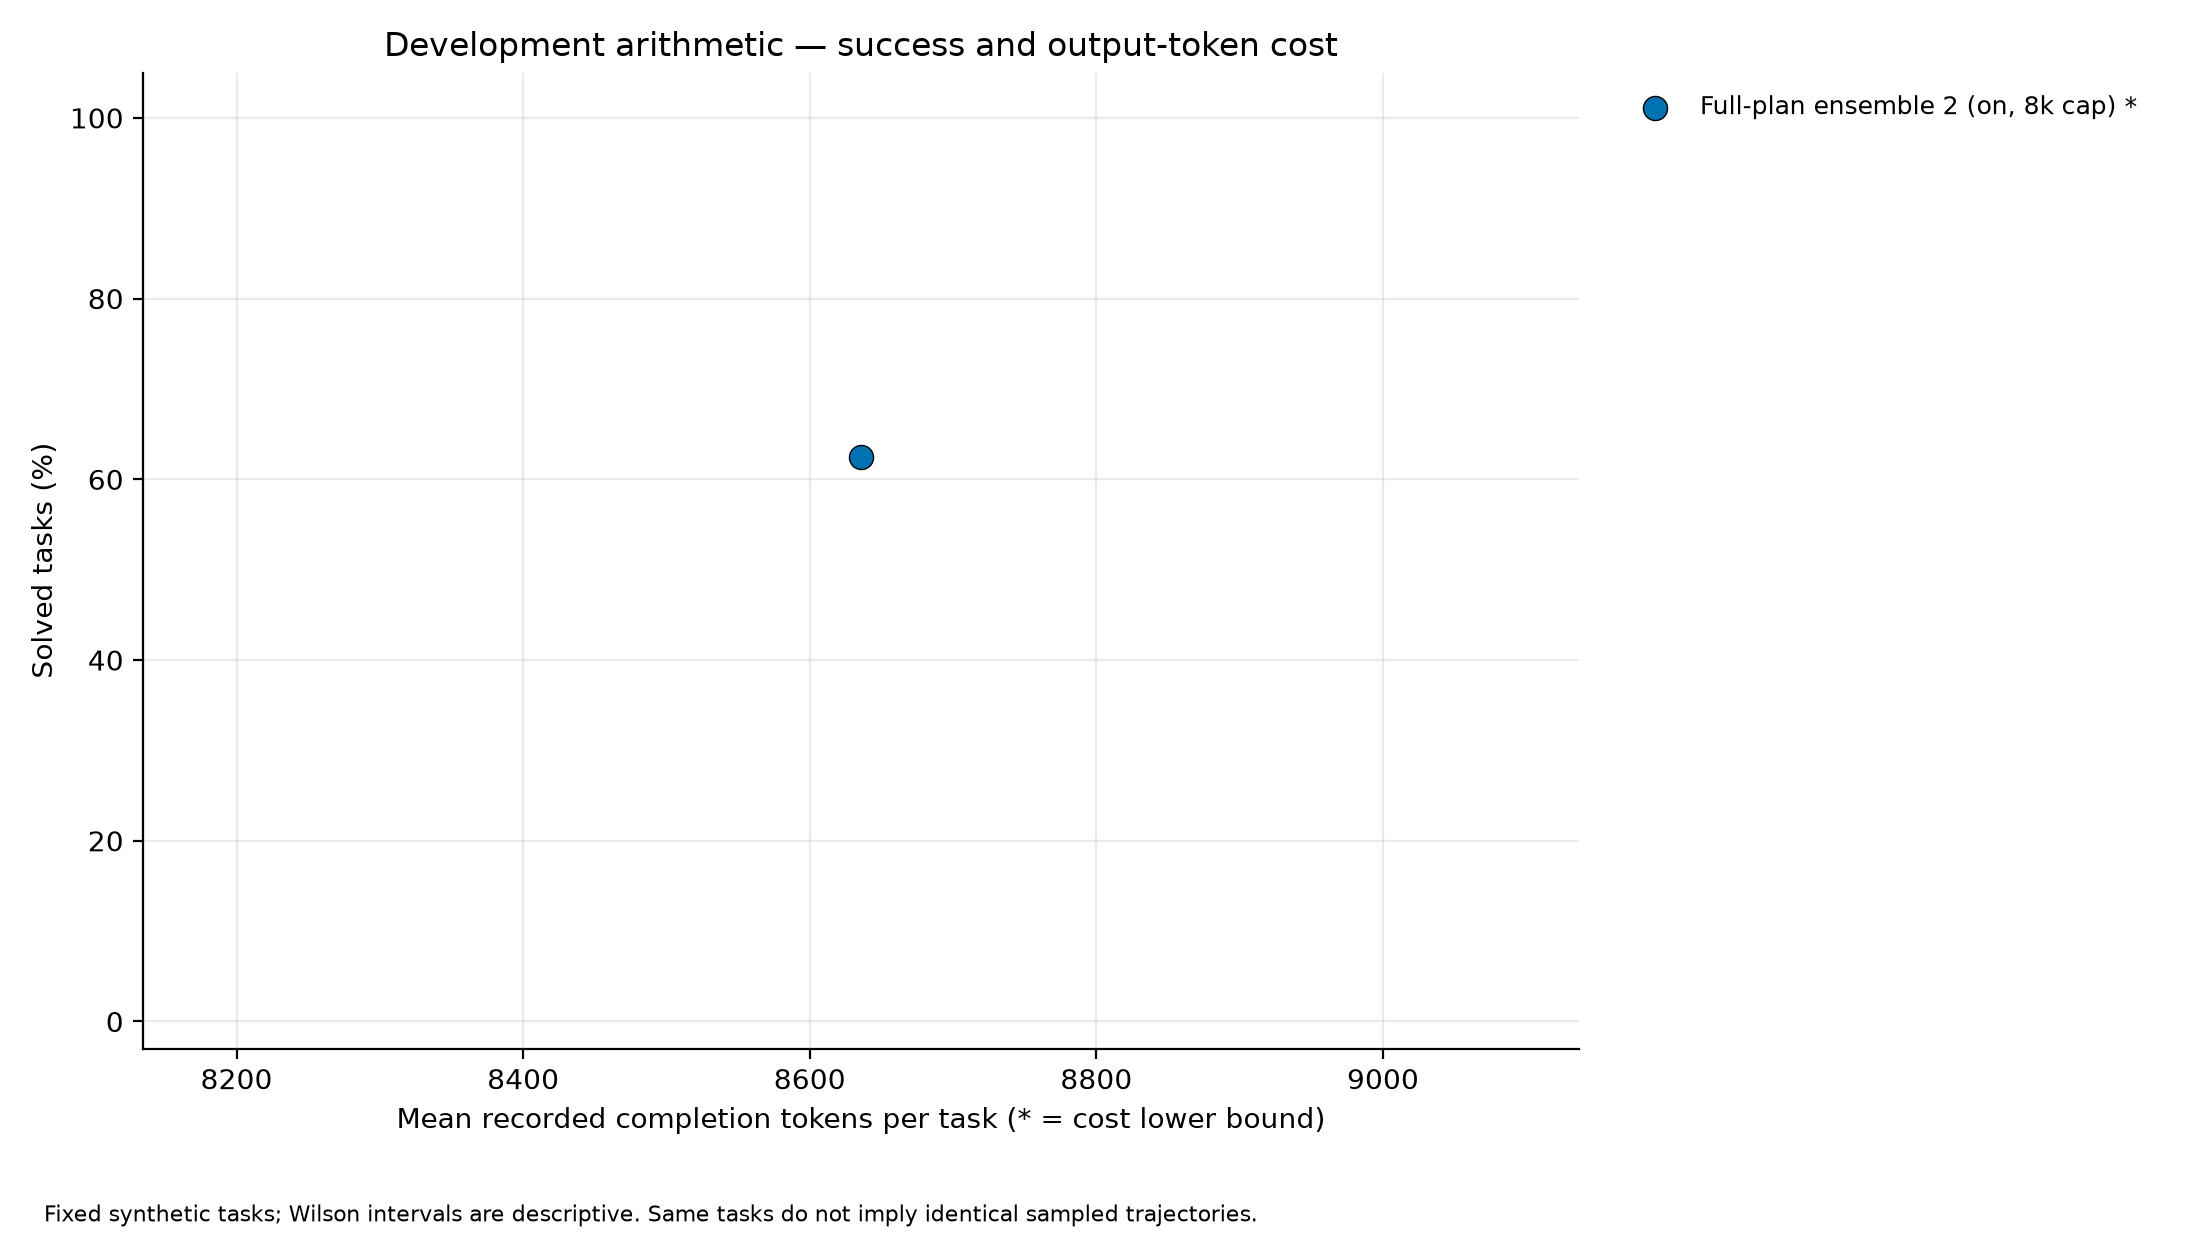 Development arithmetic — success and output-token cost
Full-plan ensemble 2 (on, 8k cap) *
Solved tasks (%)
100
80
60
40
20
0
8200 8400 8600 8800 9000
Mean recorded completion tokens per task (* = cost lower bound)
Fixed synthetic tasks; Wilson intervals are descriptive. Same tasks do not imply identical sampled trajectories.